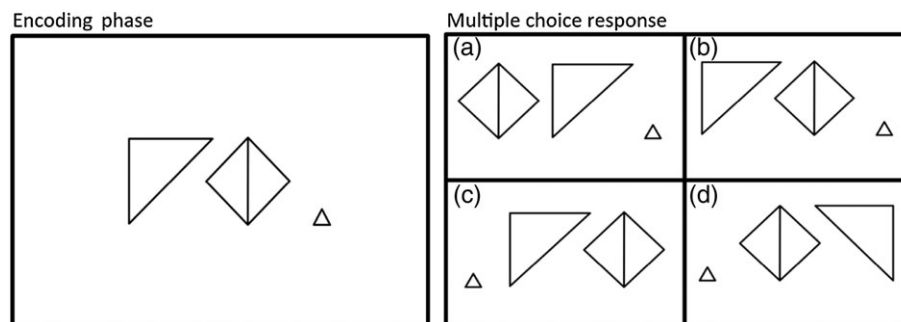 Encoding phase
Multiple choice response
(a)
(b)
(c)
(d)